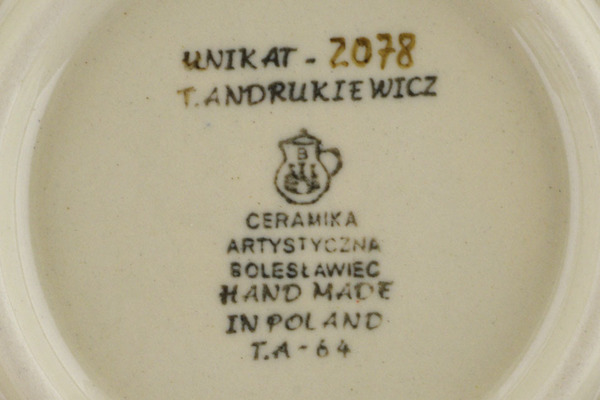 UNIKAT - 2078
T. ANDRUKIEWICZ
B
CERAMIKA
ARTYSTYCZNA
BOLESŁAWIEC
HAND MADE
IN POLAND
T.A - 64